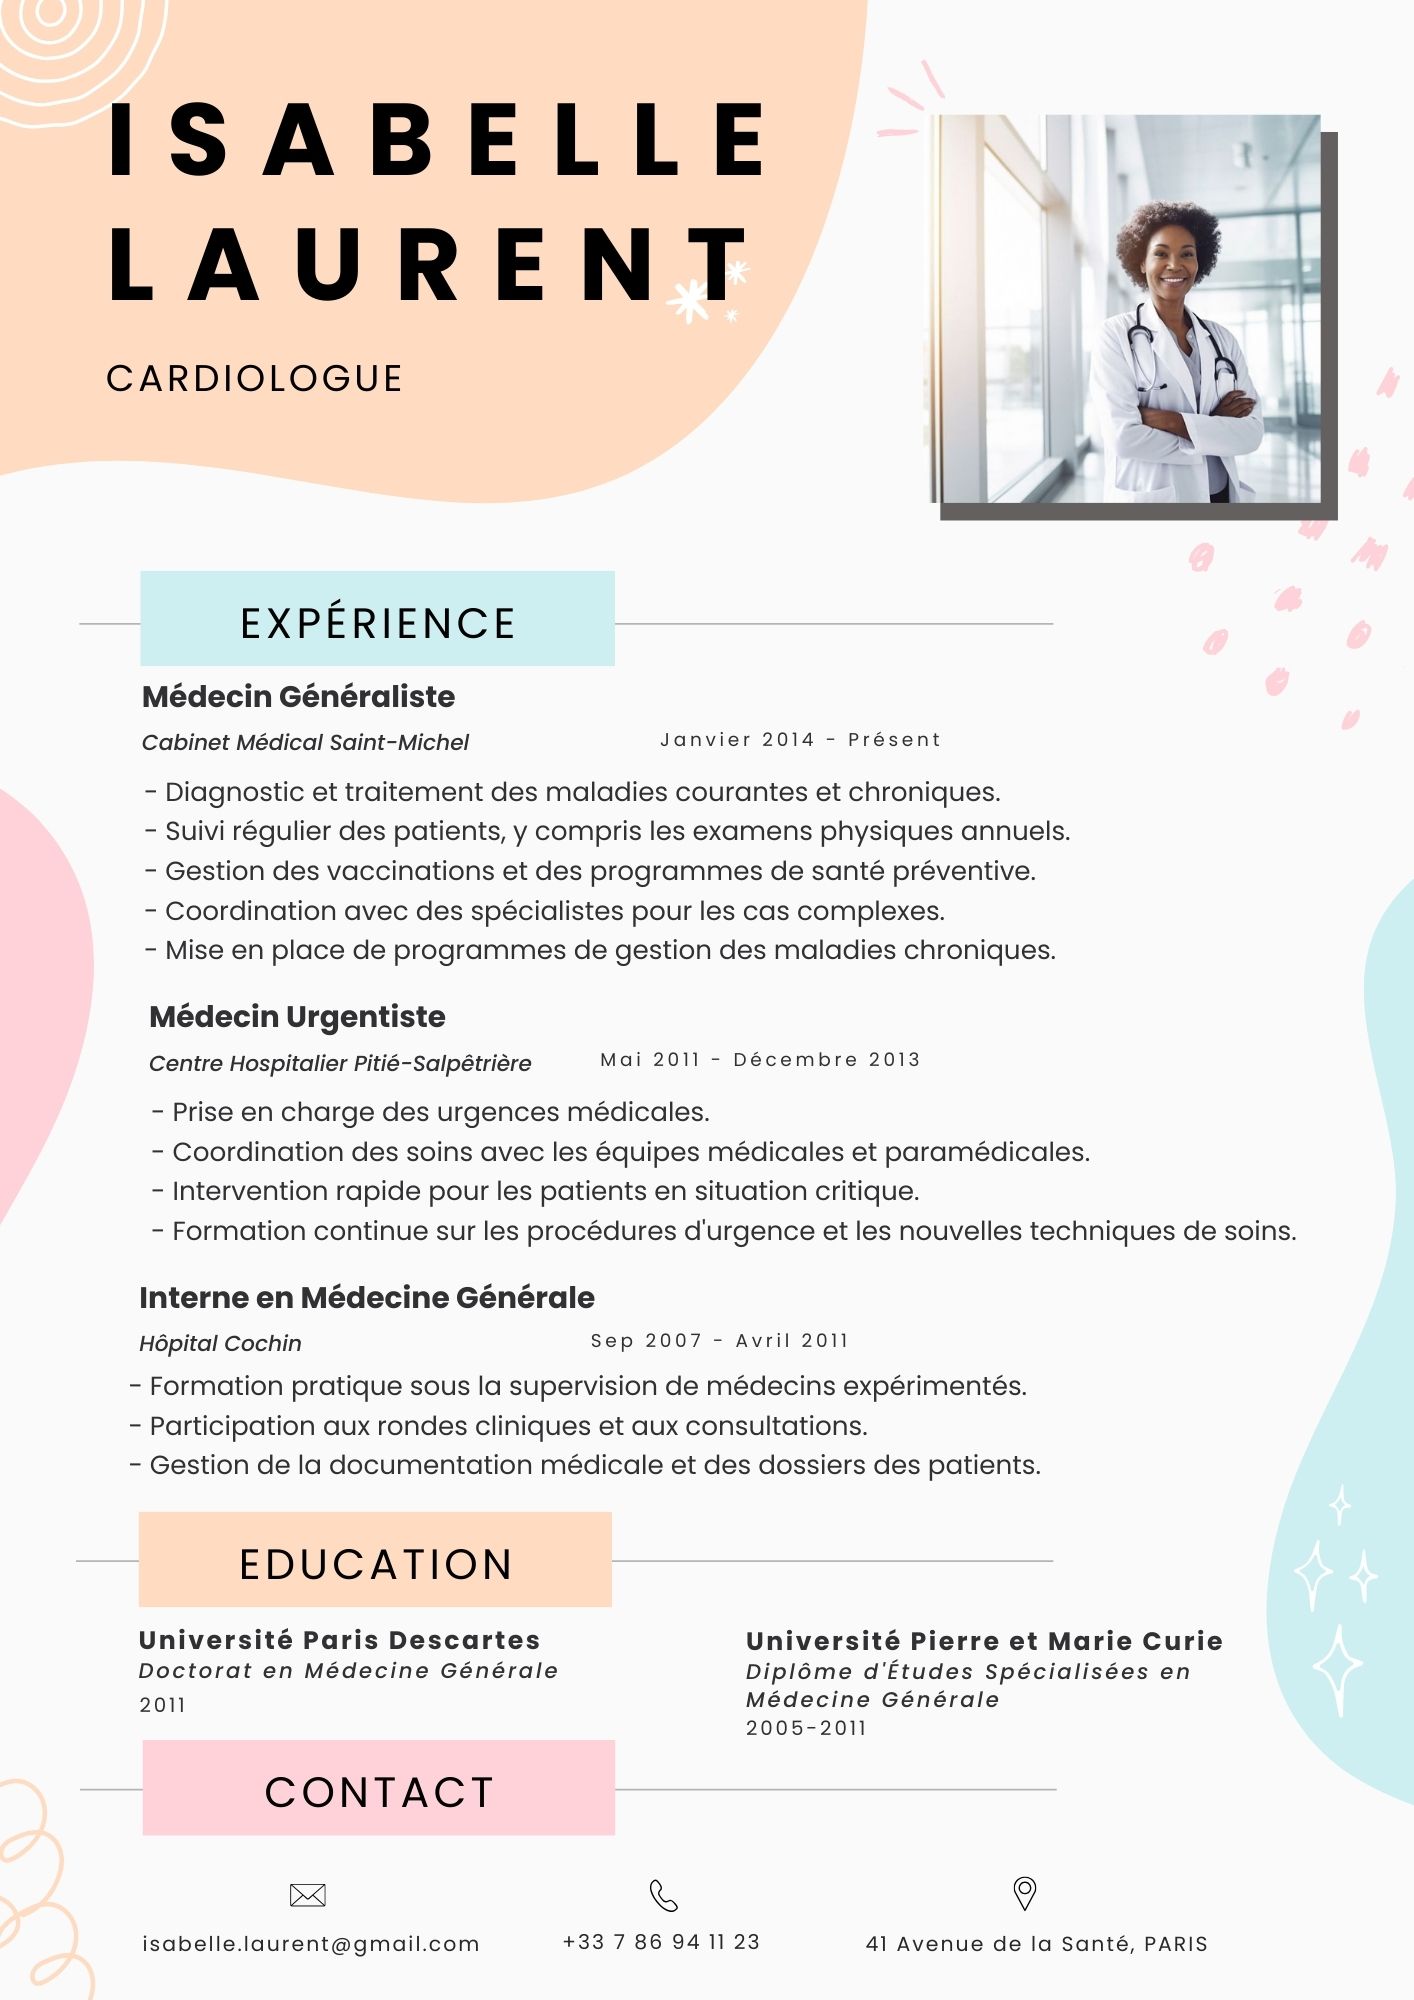 ISABELLE
LAURENT
CARDIOLOGUE
EXPÉRIENCE
Médecin Généraliste
Cabinet Médical Saint-Michel
Janvier 2014 - Présent
- Diagnostic et traitement des maladies courantes et chroniques.
- Suivi régulier des patients, y compris les examens physiques annuels.
- Gestion des vaccinations et des programmes de santé préventive.
- Coordination avec des spécialistes pour les cas complexes.
- Mise en place de programmes de gestion des maladies chroniques.
Médecin Urgentiste
Centre Hospitalier Pitié-Salpêtrière
Mai 2011 - Décembre 2013
- Prise en charge des urgences médicales.
- Coordination des soins avec les équipes médicales et paramédicales.
- Intervention rapide pour les patients en situation critique.
- Formation continue sur les procédures d'urgence et les nouvelles techniques de soins.
Interne en Médecine Générale
Hôpital Cochin
Sep 2007 - Avril 2011
- Formation pratique sous la supervision de médecins expérimentés.
- Participation aux rondes cliniques et aux consultations.
- Gestion de la documentation médicale et des dossiers des patients.
EDUCATION
Université Paris Descartes
Doctorat en Médecine Générale
2011
Université Pierre et Marie Curie
Diplôme d'Études Spécialisées en
Médecine Générale
2005-2011
CONTACT
isabelle.laurent@gmail.com
+33 7 86 94 11 23
41 Avenue de la Santé, PARIS